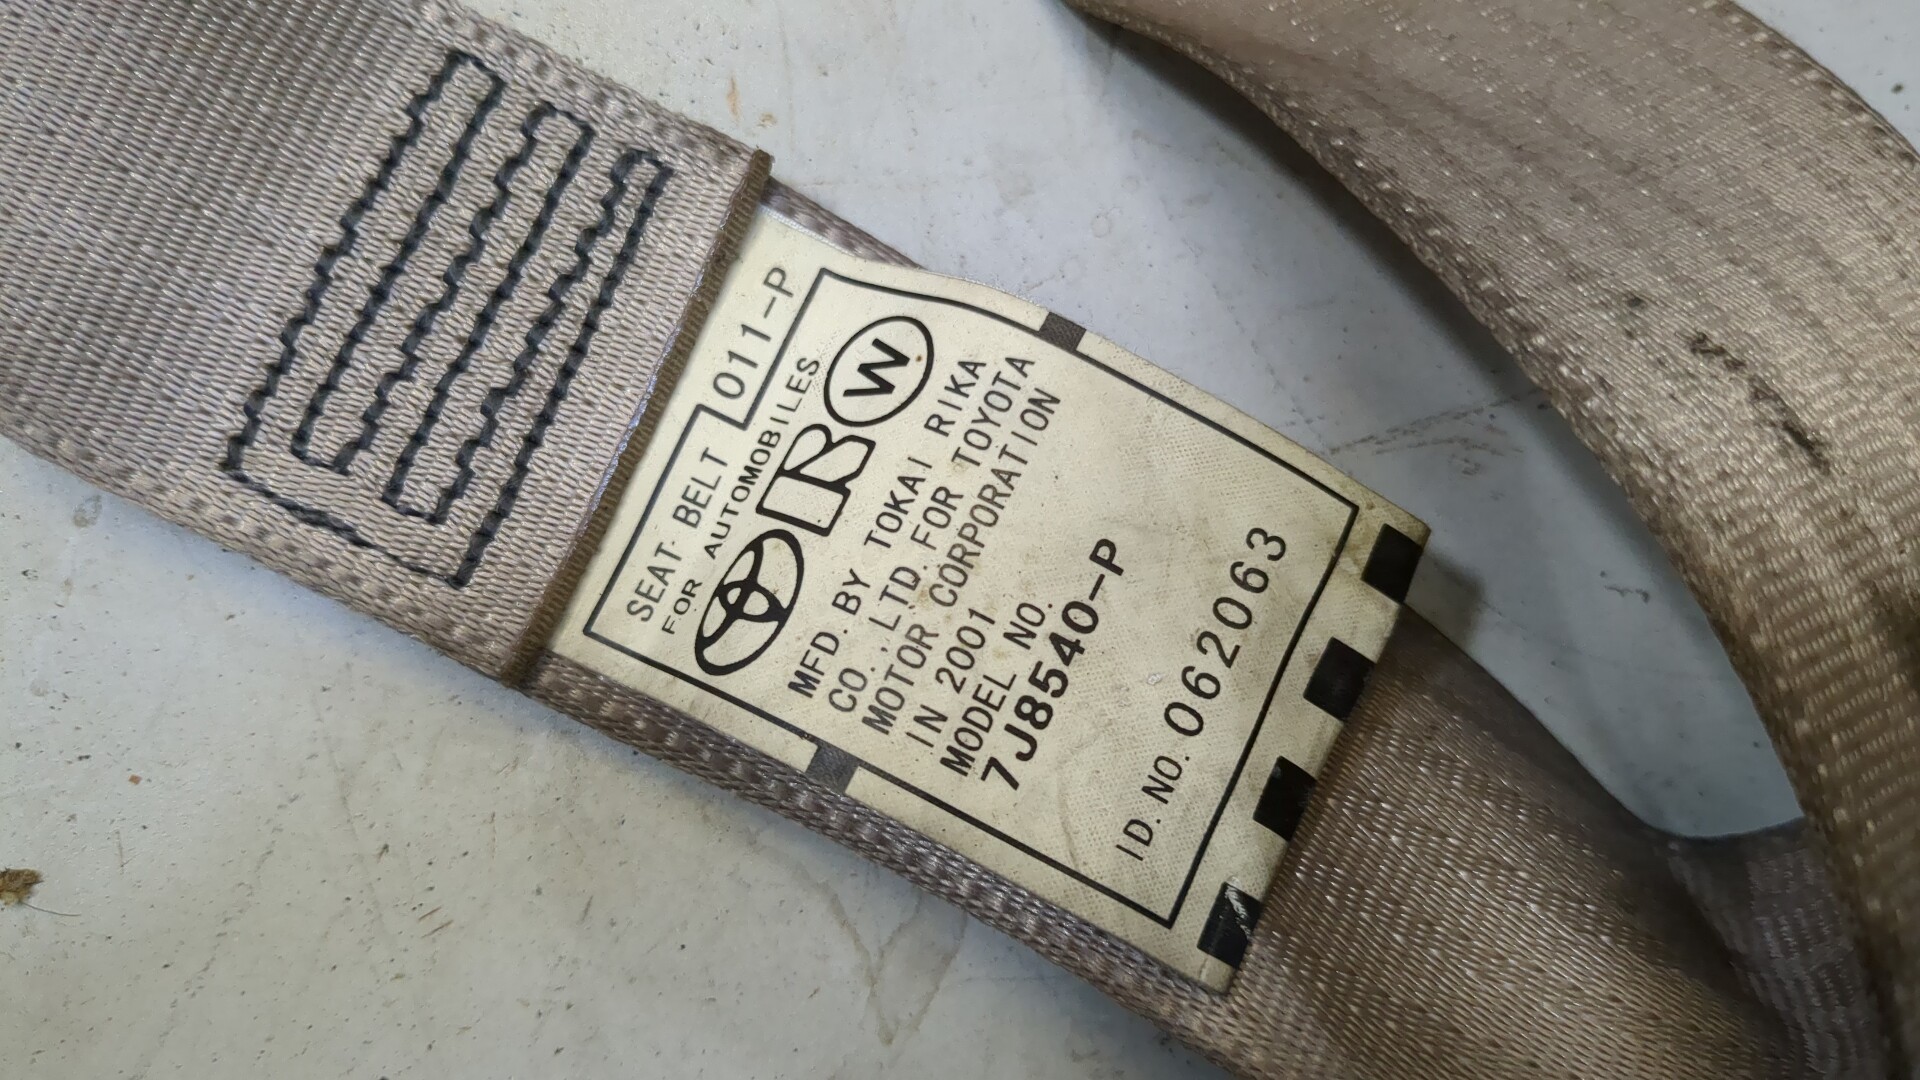 SEAT BELT 011-P
FOR AUTOMOBILES
R W
MFD. BY TOKAI RIKA
CO., LTD. FOR TOYOTA
MOTOR CORPORATION
IN 2001
MODEL NO.
7J8540-P
ID. NO. 062063